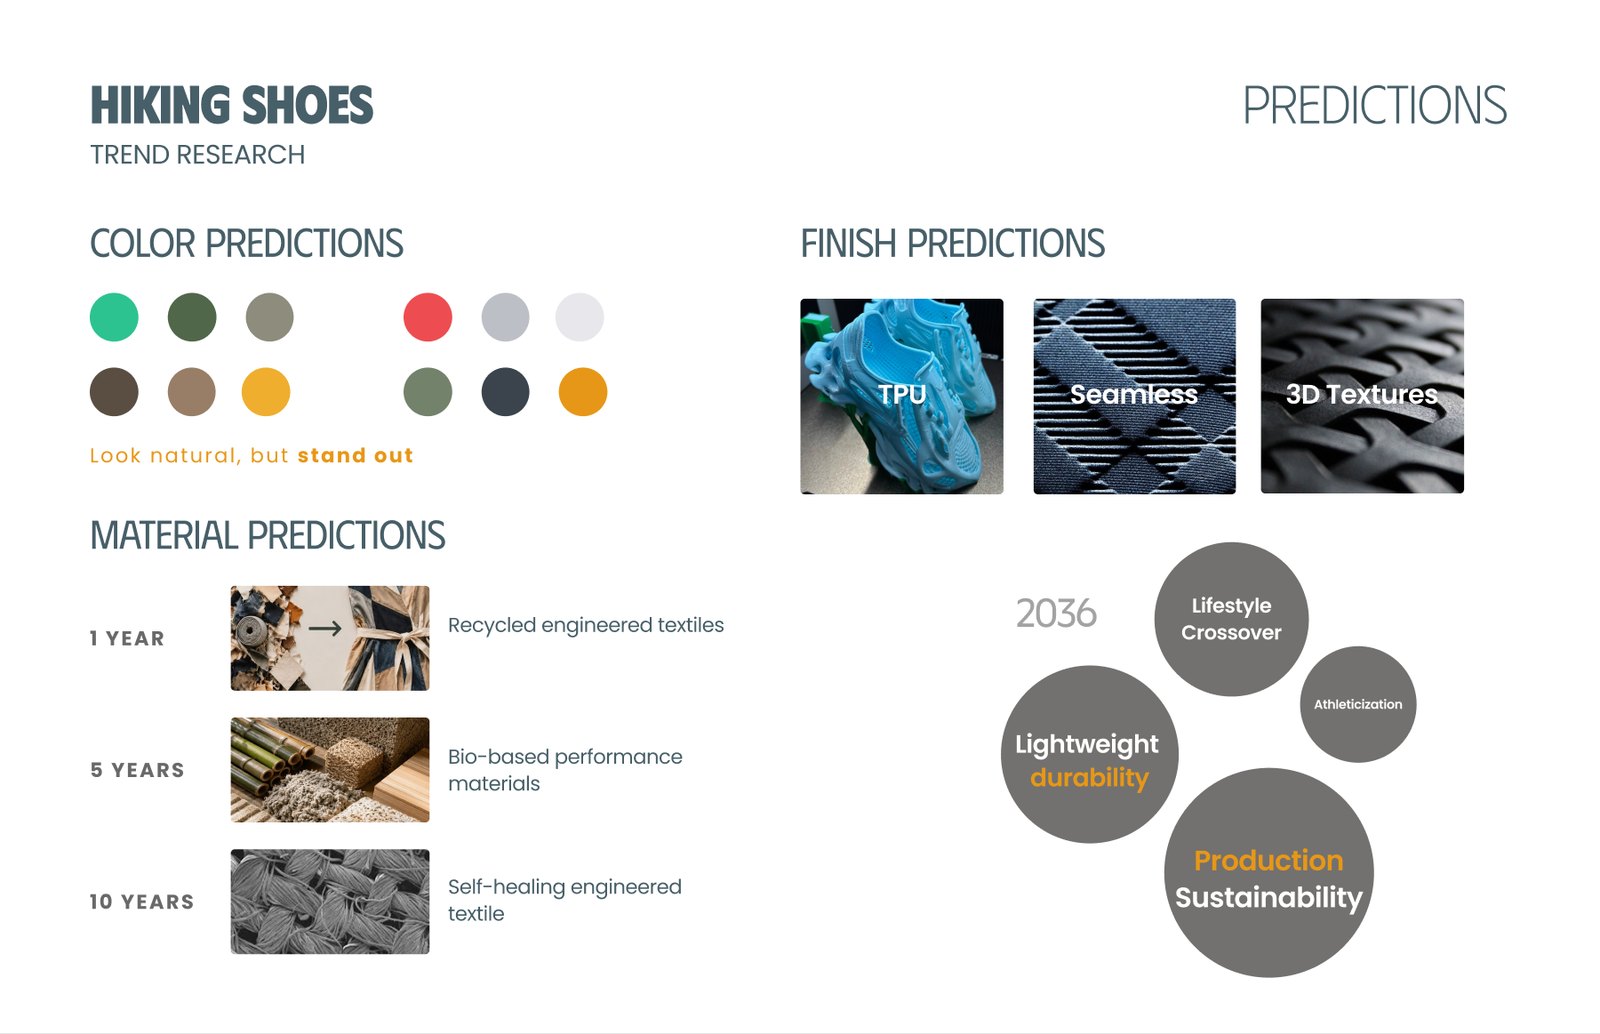 HIKING SHOES
TREND RESEARCH
PREDICTIONS
COLOR PREDICTIONS
Look natural, but stand out
MATERIAL PREDICTIONS
1 YEAR
Recycled engineered textiles
5 YEARS
Bio-based performance
materials
10 YEARS
Self-healing engineered
textile
FINISH PREDICTIONS
TPU
Seamless
3D Textures
2036
Lifestyle
Crossover
Athleticization
Lightweight
durability
Production
Sustainability